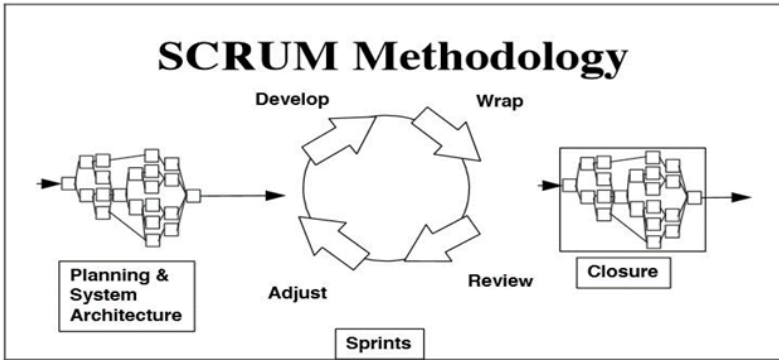 SCRUM Methodology
Develop
Wrap
Planning &
System
Architecture
Adjust
Review
Closure
Sprints